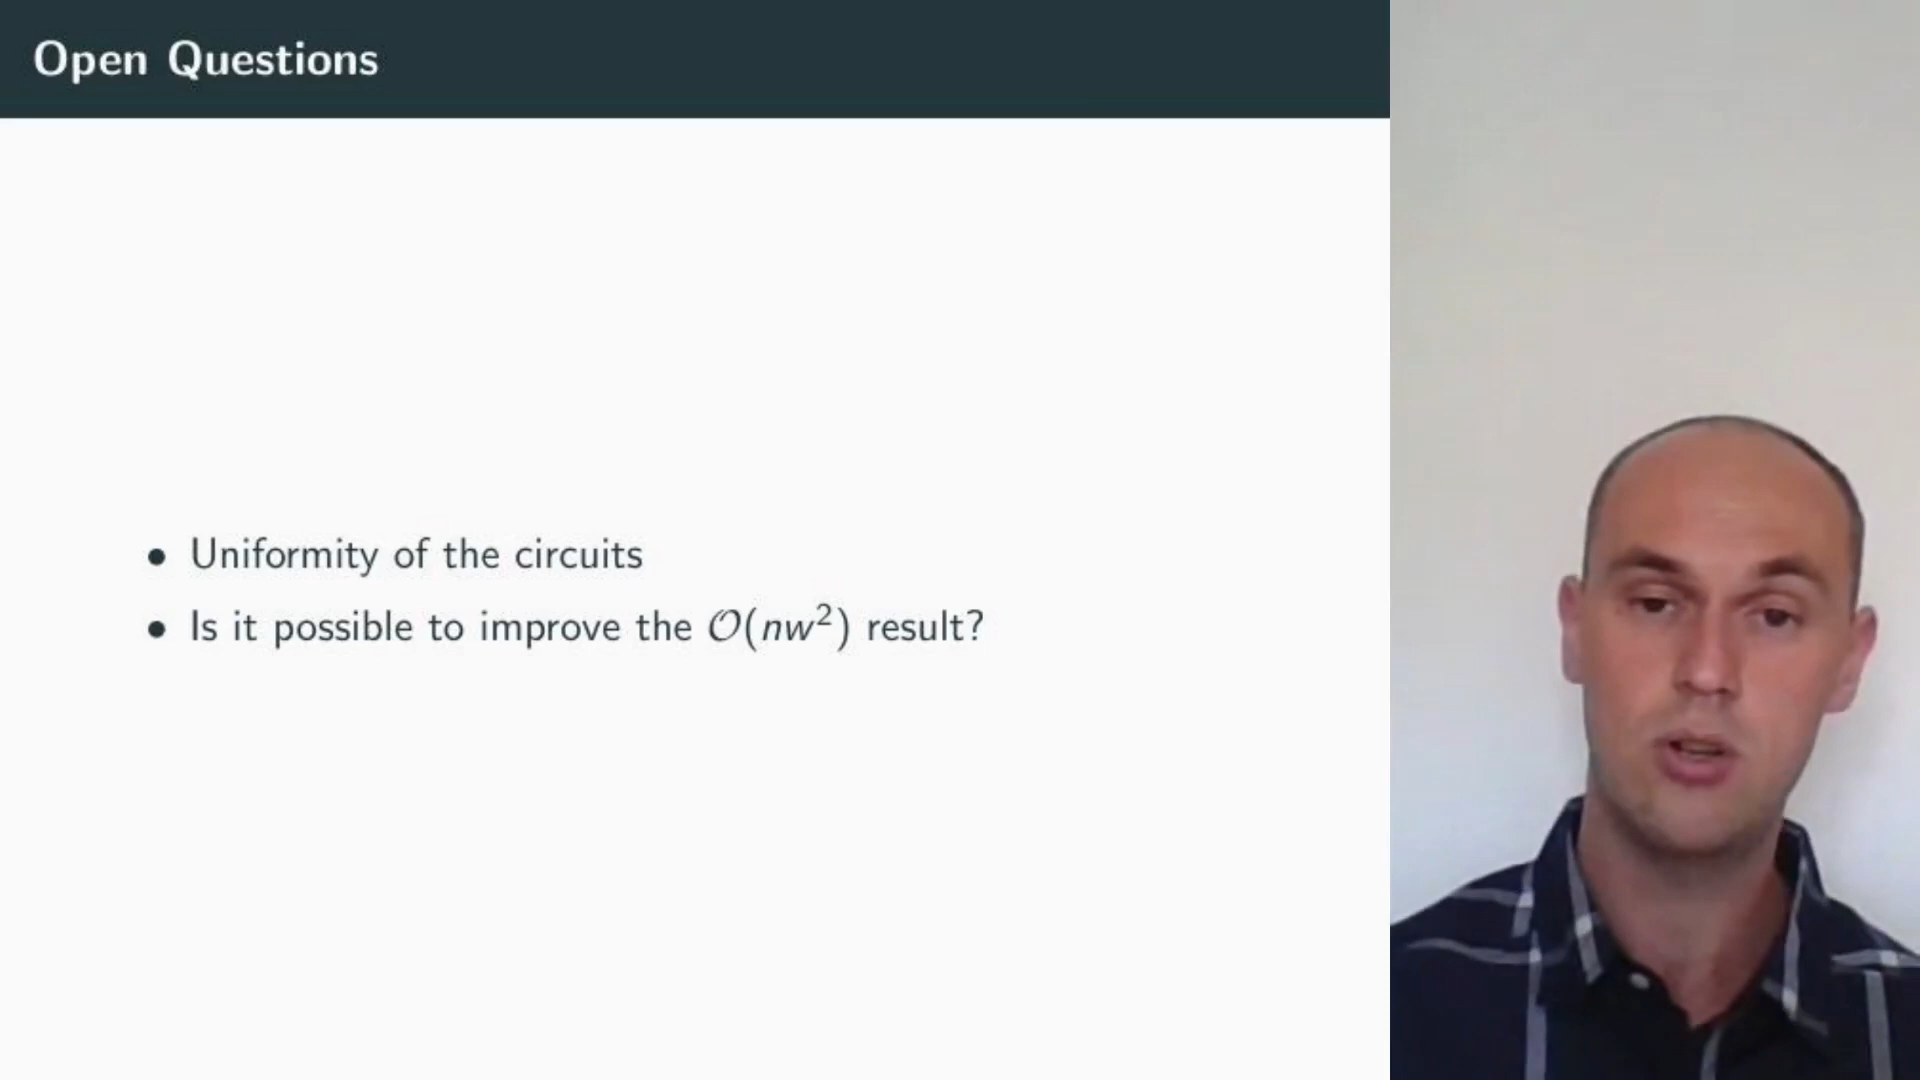 Open Questions
• Uniformity of the circuits
• Is it possible to improve the 𝒪(nw²) result?